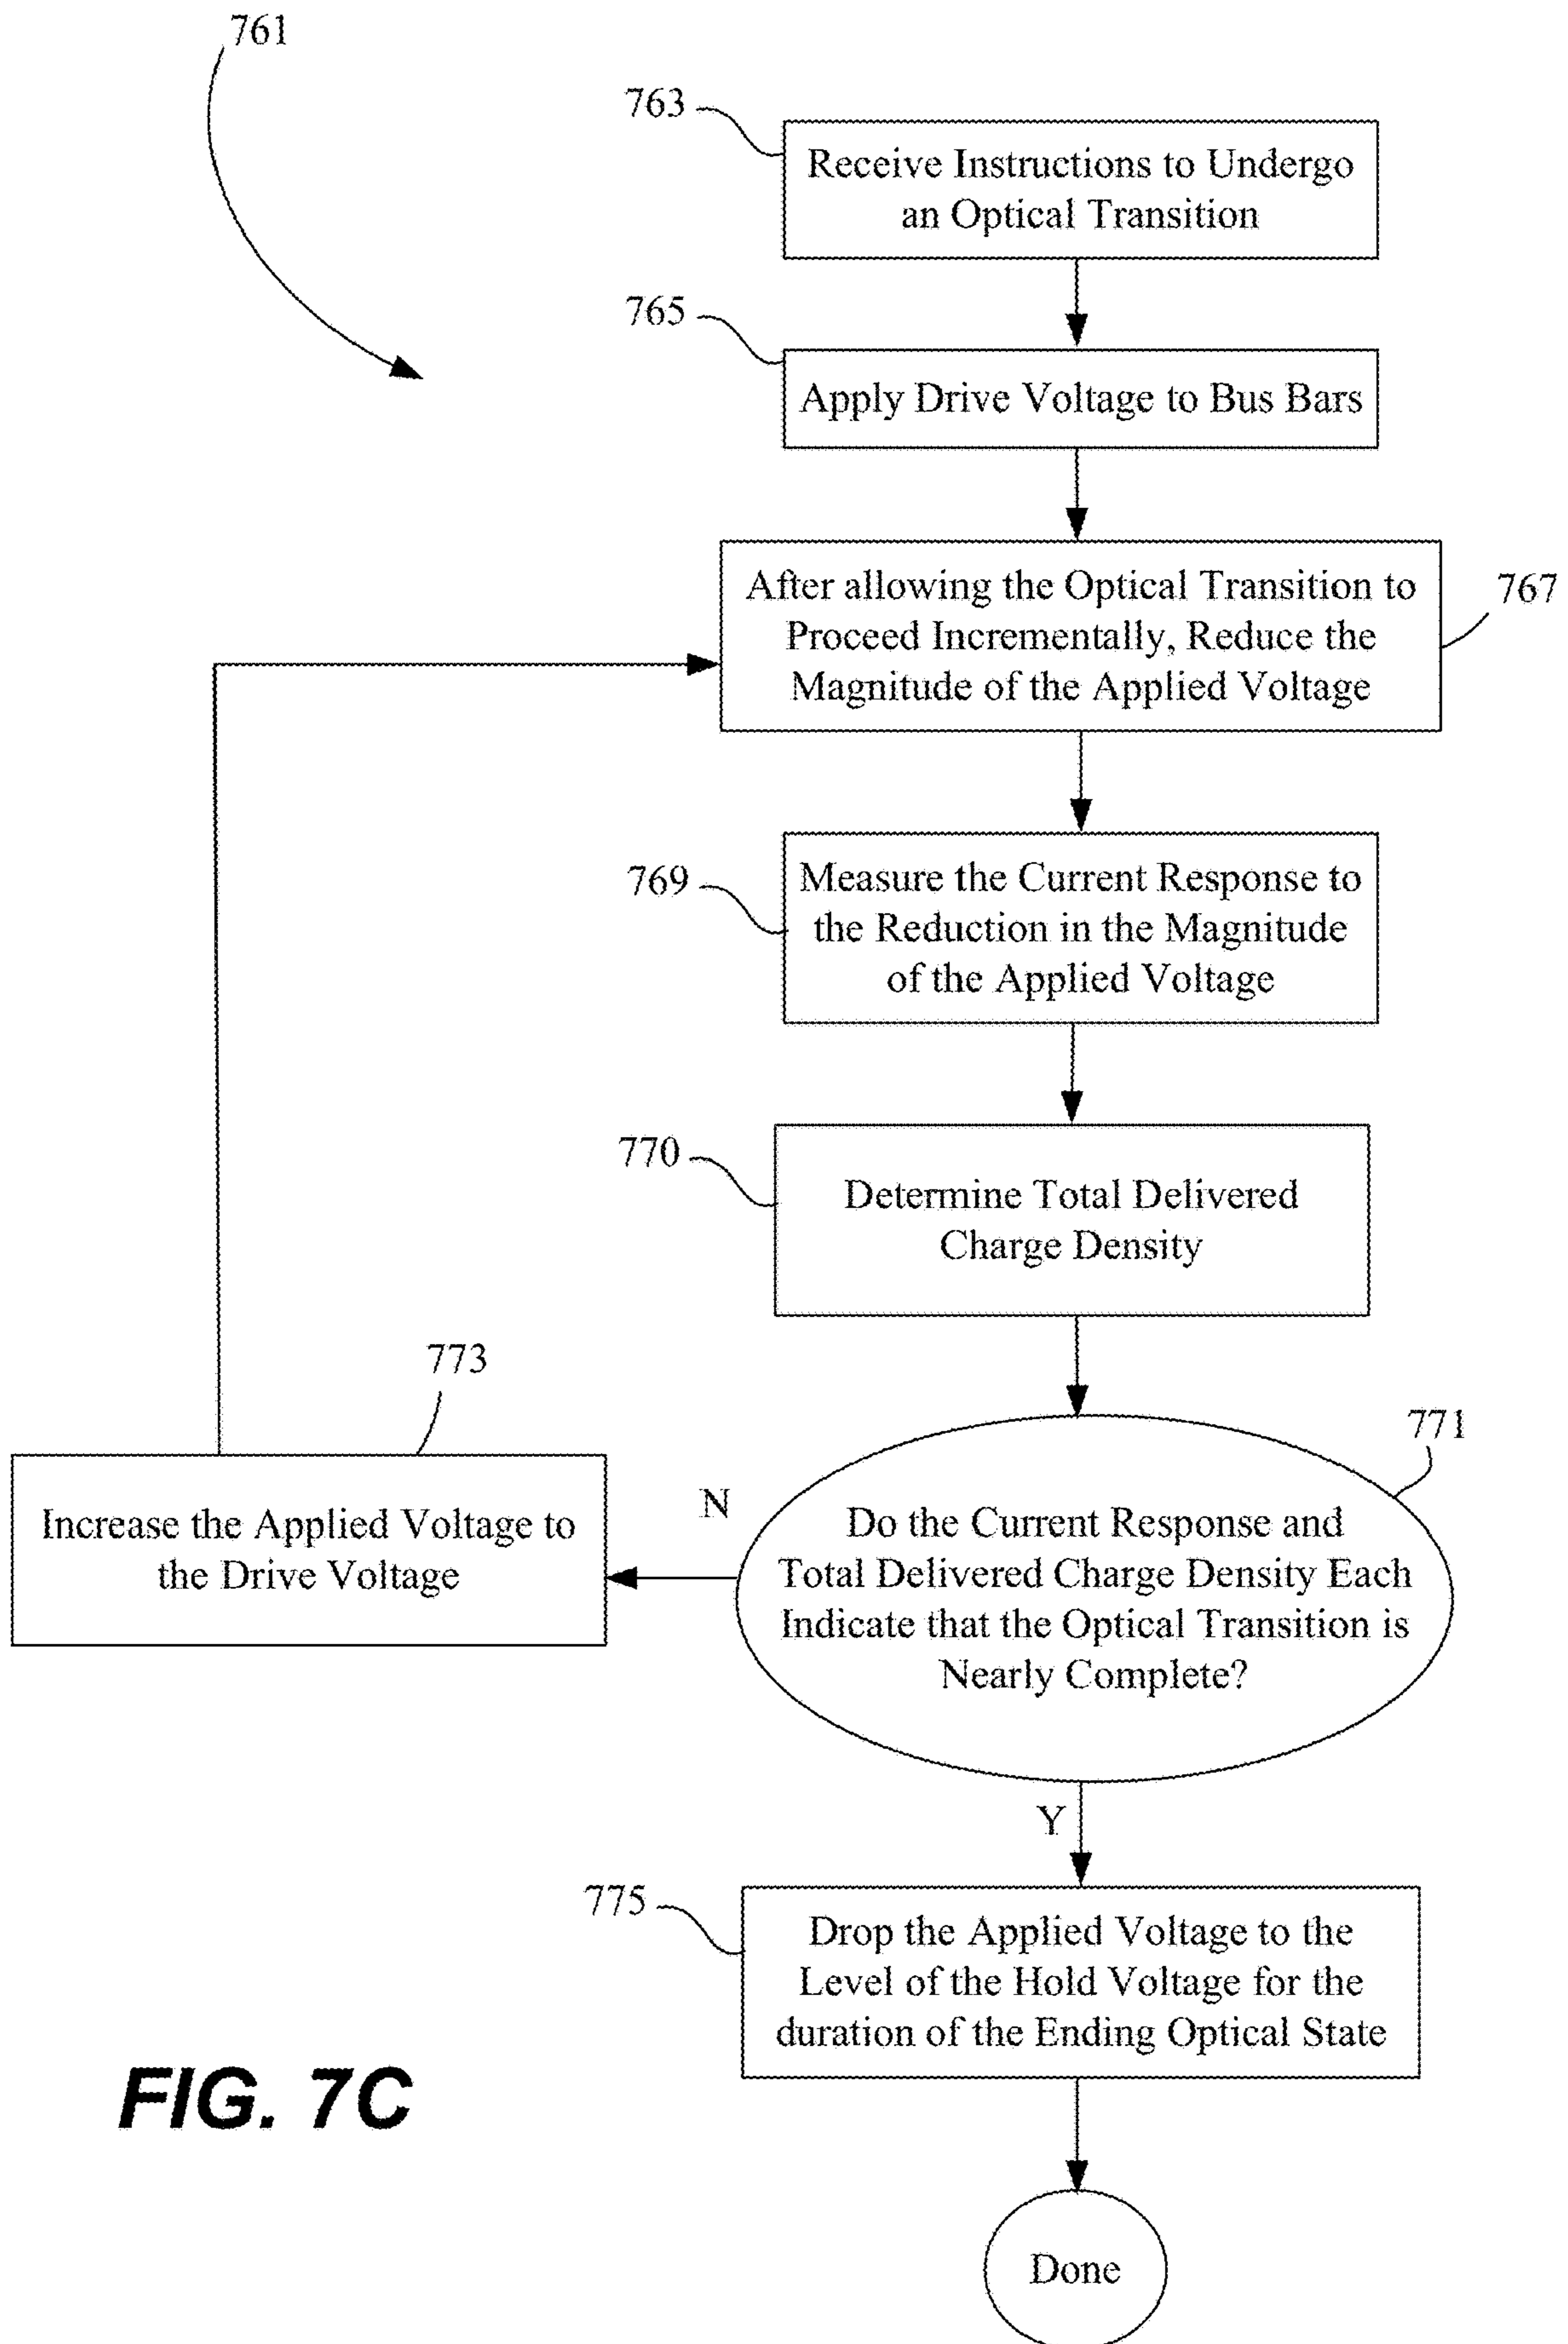 761
763
Receive Instructions to Undergo
an Optical Transition
765
Apply Drive Voltage to Bus Bars
After allowing the Optical Transition to
Proceed Incrementally, Reduce the
Magnitude of the Applied Voltage
767
769
Measure the Current Response to
the Reduction in the Magnitude
of the Applied Voltage
770
Determine Total Delivered
Charge Density
773
Increase the Applied Voltage to
the Drive Voltage
N
771
Do the Current Response and
Total Delivered Charge Density Each
Indicate that the Optical Transition is
Nearly Complete?
Y
775
Drop the Applied Voltage to the
Level of the Hold Voltage for the
duration of the Ending Optical State
Done
FIG. 7C